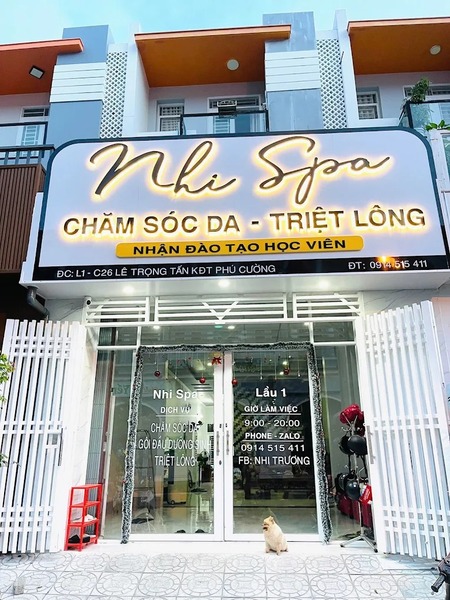 Nhi Spa
CHĂM SÓC DA - TRIỆT LÔNG
NHẬN ĐÀO TẠO HỌC VIÊN
ĐC: L1 - C26 LÊ TRỌNG TẤN KĐT PHÚ CƯỜNG ĐT: 0914 515 411
Nhi Spa
DỊCH VỤ
CHĂM SÓC DA
GỘI ĐẦU DƯỠNG SINH
TRIỆT LÔNG
Lầu 1
GIỜ LÀM VIỆC
9:00 - 20:00
PHONE - ZALO
0914 515 411
FB: NHI TRƯƠNG